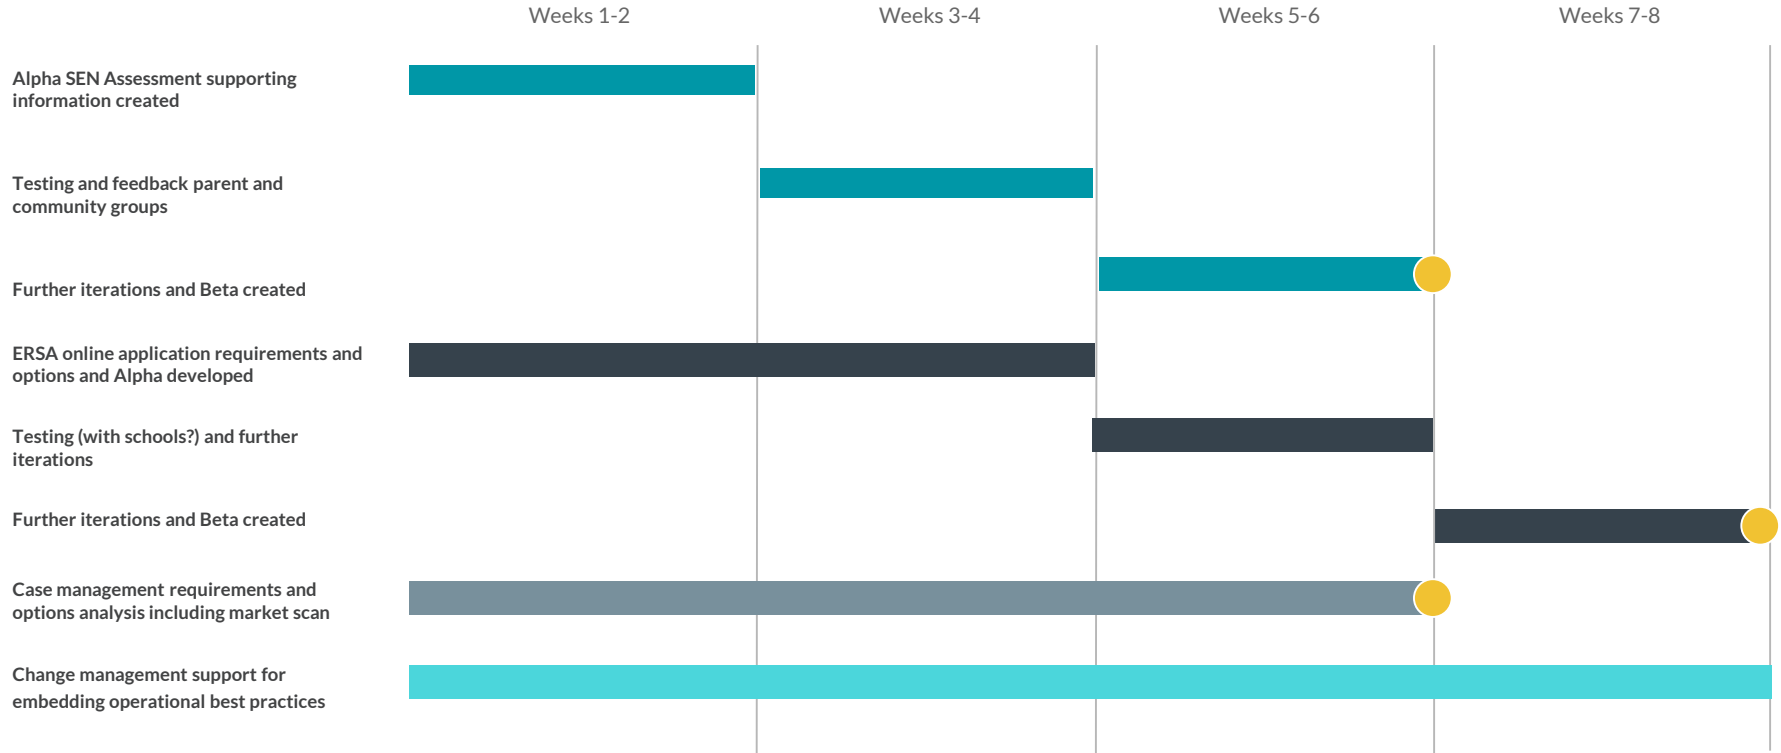 Weeks 1-2
Weeks 3-4
Weeks 5-6
Weeks 7-8
Alpha SEN Assessment supporting
information created
Testing and feedback parent and
community groups
Further iterations and Beta created
ERSA online application requirements and
options and Alpha developed
Testing (with schools?) and further
iterations
Further iterations and Beta created
Case management requirements and
options analysis including market scan
Change management support for
embedding operational best practices